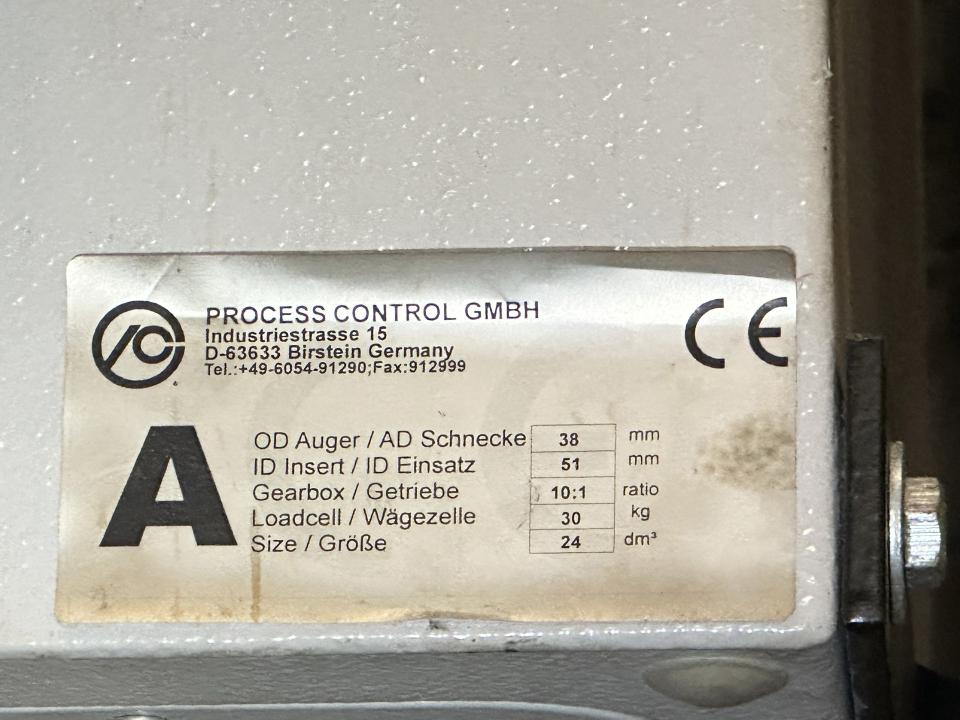 PROCESS CONTROL GMBH
Industriestrasse 15
D-63633 Birstein Germany
Tel.:+49-6054-91290;Fax:912999
CE
A
OD Auger / AD Schnecke 38 mm
ID Insert / ID Einsatz 51 mm
Gearbox / Getriebe 10:1 ratio
Loadcell / Wägezelle 30 kg
Size / Größe 24 dm³